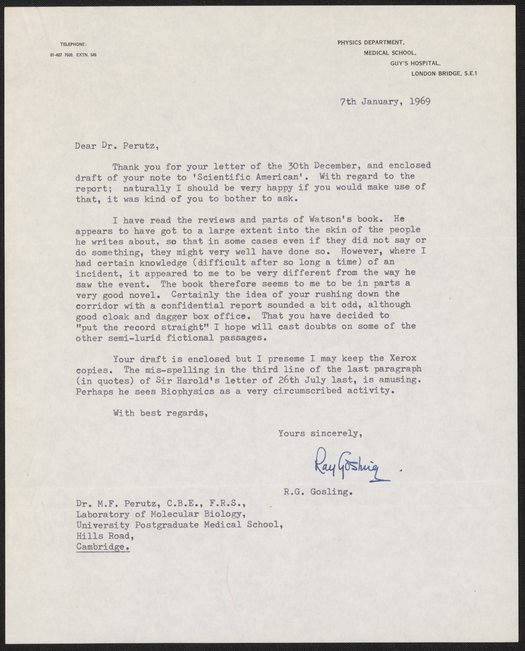 TELEPHONE:
01-407 7600. EXTN. 549
PHYSICS DEPARTMENT,
MEDICAL SCHOOL,
GUY'S HOSPITAL,
LONDON BRIDGE, S.E.1
7th January, 1969
Dear Dr. Perutz,
Thank you for your letter of the 30th December, and enclosed
draft of your note to 'Scientific American'. With regard to the
report; naturally I should be very happy if you would make use of
that, it was kind of you to bother to ask.
I have read the reviews and parts of Watson's book. He
appears to have got to a large extent into the skin of the people
he writes about, so that in some cases even if they did not say or
do something, they might very well have done so. However, where I
had certain knowledge (difficult after so long a time) of an
incident, it appeared to me to be very different from the way he
saw the event. The book therefore seems to me to be in parts a
very good novel. Certainly the idea of your rushing down the
corridor with a confidential report sounded a bit odd, although
good cloak and dagger box office. That you have decided to
"put the record straight" I hope will cast doubts on some of the
other semi-lurid fictional passages.
Your draft is enclosed but I preseme I may keep the Xerox
copies. The mis-spelling in the third line of the last paragraph
(in quotes) of Sir Harold's letter of 26th July last, is amusing.
Perhaps he sees Biophysics as a very circumscribed activity.
With best regards,
Yours sincerely,
Ray Gosling
R.G. Gosling.
Dr. M.F. Perutz, C.B.E., F.R.S.,
Laboratory of Molecular Biology,
University Postgraduate Medical School,
Hills Road,
Cambridge.